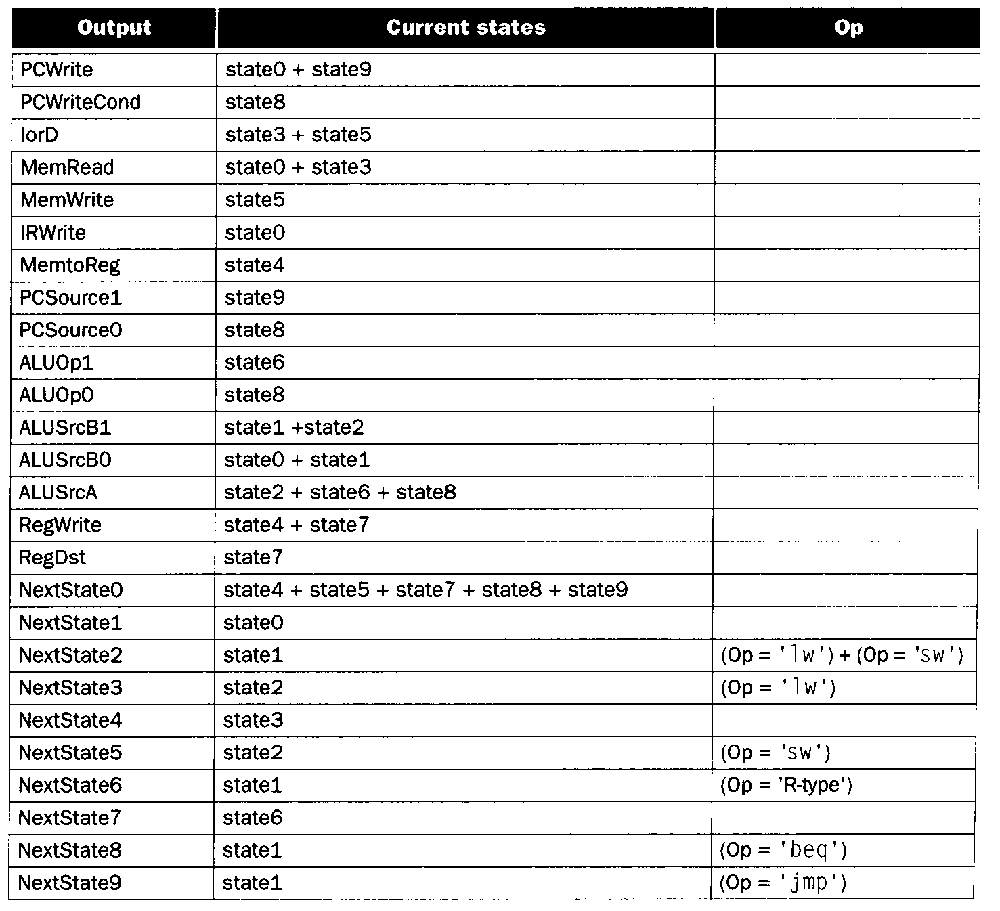 Output Current states Op
PCWrite state0 + state9
PCWriteCond state8
IorD state3 + state5
MemRead state0 + state3
MemWrite state5
IRWrite state0
MemtoReg state4
PCSource1 state9
PCSource0 state8
ALUOp1 state6
ALUOp0 state8
ALUSrcB1 state1 +state2
ALUSrcB0 state0 + state1
ALUSrcA state2 + state6 + state8
RegWrite state4 + state7
RegDst state7
NextState0 state4 + state5 + state7 + state8 + state9
NextState1 state0
NextState2 state1 (Op = 'lw') + (Op = 'sw')
NextState3 state2 (Op = 'lw')
NextState4 state3
NextState5 state2 (Op = 'sw')
NextState6 state1 (Op = 'R-type')
NextState7 state6
NextState8 state1 (Op = 'beq')
NextState9 state1 (Op = 'jmp')